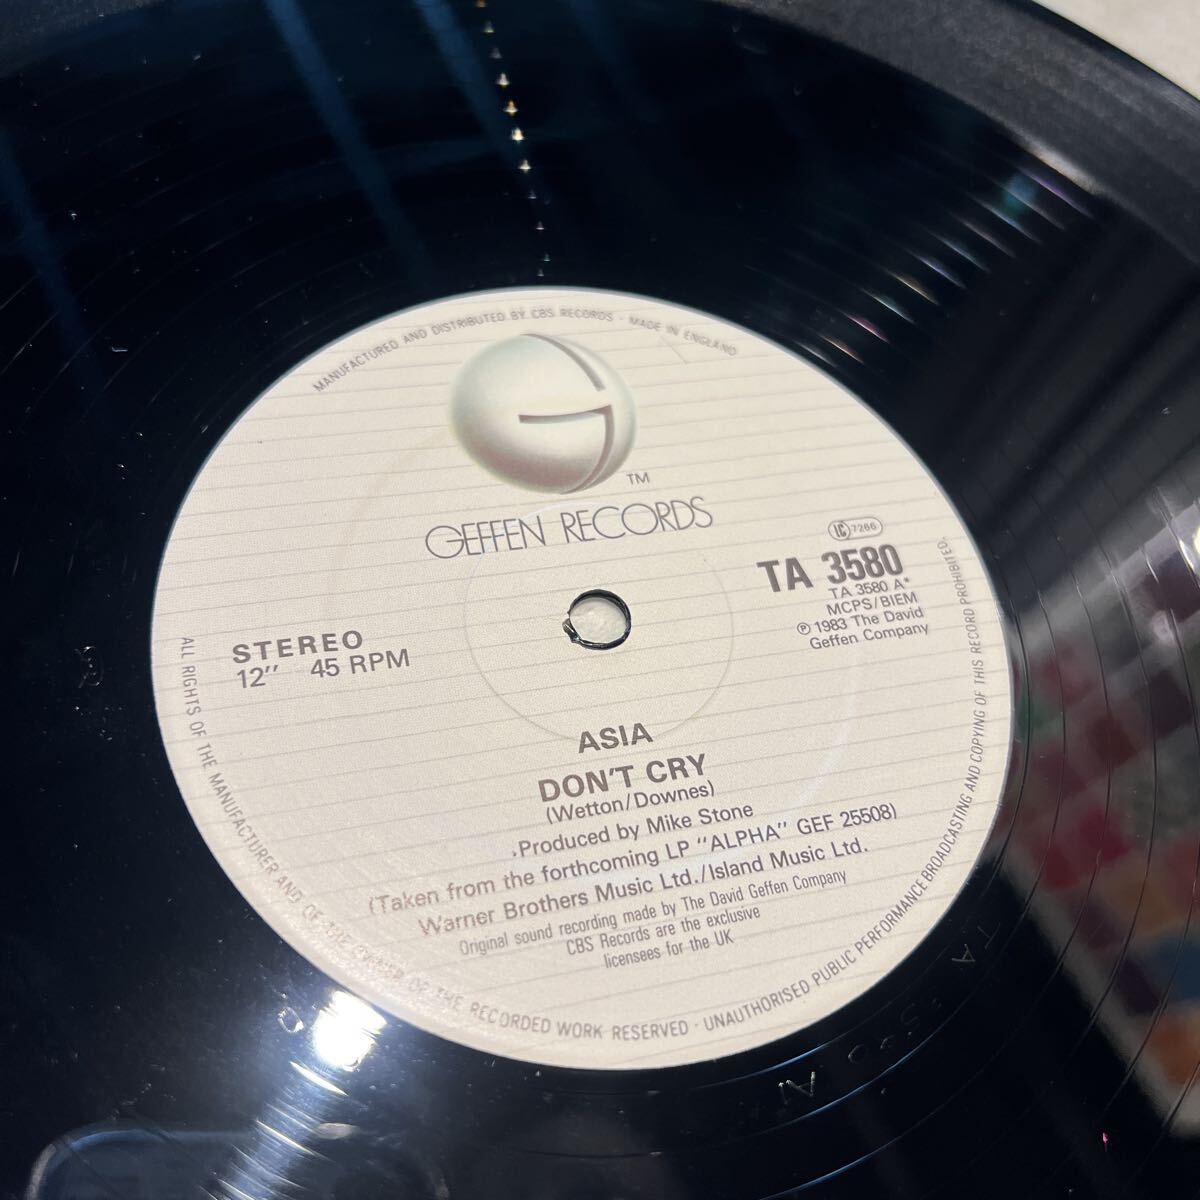 MANUFACTURED AND DISTRIBUTED BY CBS RECORDS · MADE IN ENGLAND
G
TM
GEFFEN RECORDS
IC 7266
TA 3580
TA 3580 A*
MCPS/BIEM
℗ 1983 The David
Geffen Company
STEREO
12" 45 RPM
ASIA
DON'T CRY
(Wetton/Downes)
.Produced by Mike Stone
(Taken from the forthcoming LP "ALPHA" GEF 25508)
Warner Brothers Music Ltd./Island Music Ltd.
Original sound recording made by The David Geffen Company
CBS Records are the exclusive
licensees for the UK
ALL RIGHTS OF THE MANUFACTURER AND OF THE OWNER OF THE RECORDED WORK RESERVED · UNAUTHORISED PUBLIC PERFORMANCE BROADCASTING AND COPYING OF THIS RECORD PROHIBITED.